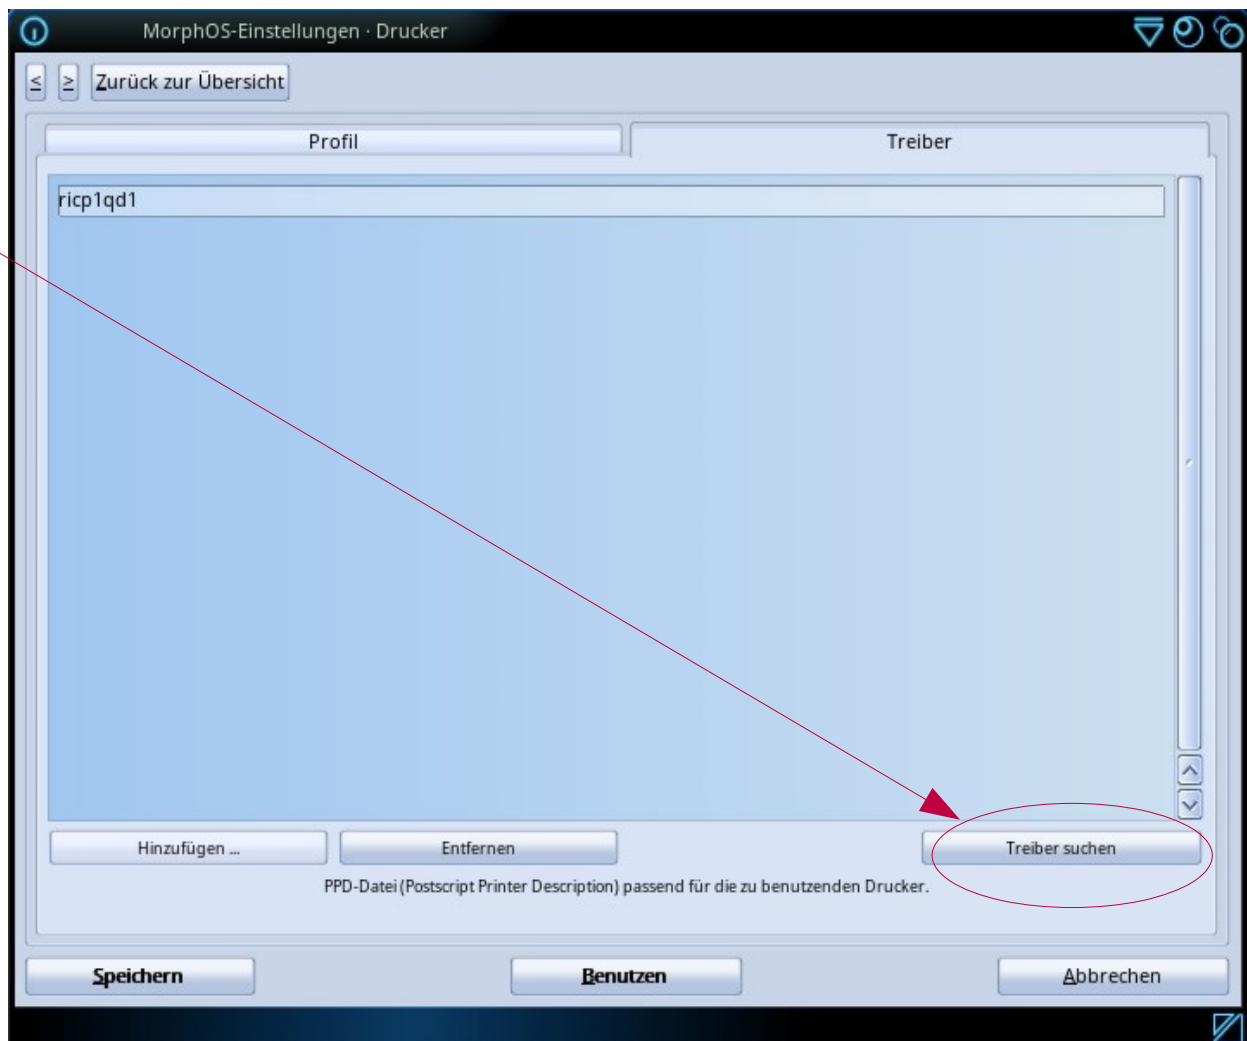 MorphOS-Einstellungen · Drucker
≤ ≥ Zurück zur Übersicht
Profil Treiber
ricp1qd1
Hinzufügen ... Entfernen Treiber suchen
PPD-Datei (Postscript Printer Description) passend für die zu benutzenden Drucker.
Speichern Benutzen Abbrechen